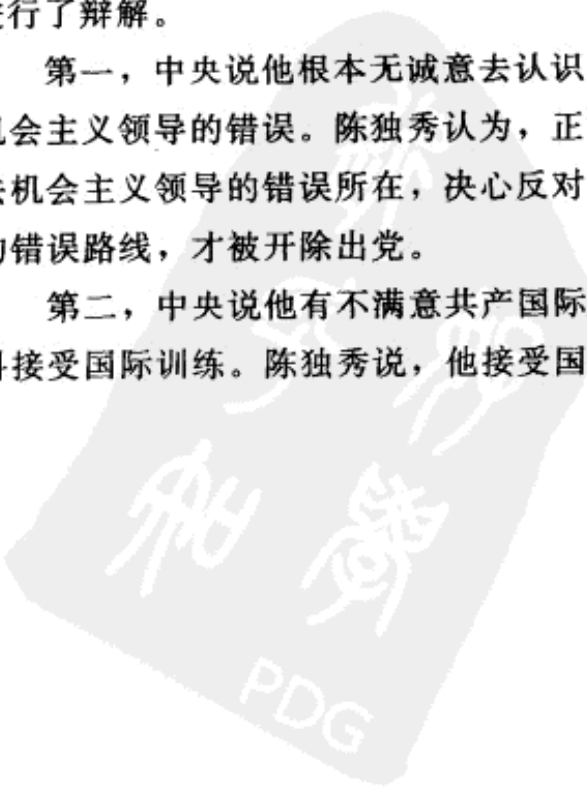 进行了辩解。
第一，中央说他根本无诚意去认识
机会主义领导的错误。陈独秀认为，正
去机会主义领导的错误所在，决心反对
的错误路线，才被开除出党。
第二，中央说他有不满意共产国际
接受国际训练。陈独秀说，他接受国
PDG